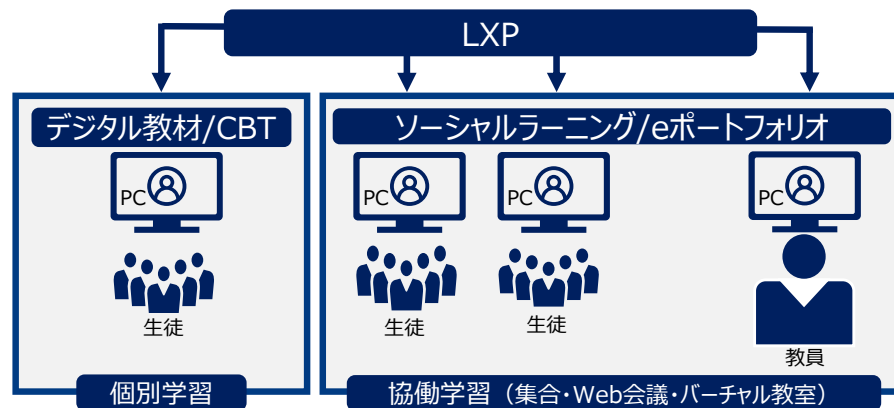 LXP
デジタル教材/CBT
PC
生徒
個別学習
ソーシャルラーニング/eポートフォリオ
PC
PC
PC
生徒
生徒
教員
協働学習（集合・Web会議・バーチャル教室）